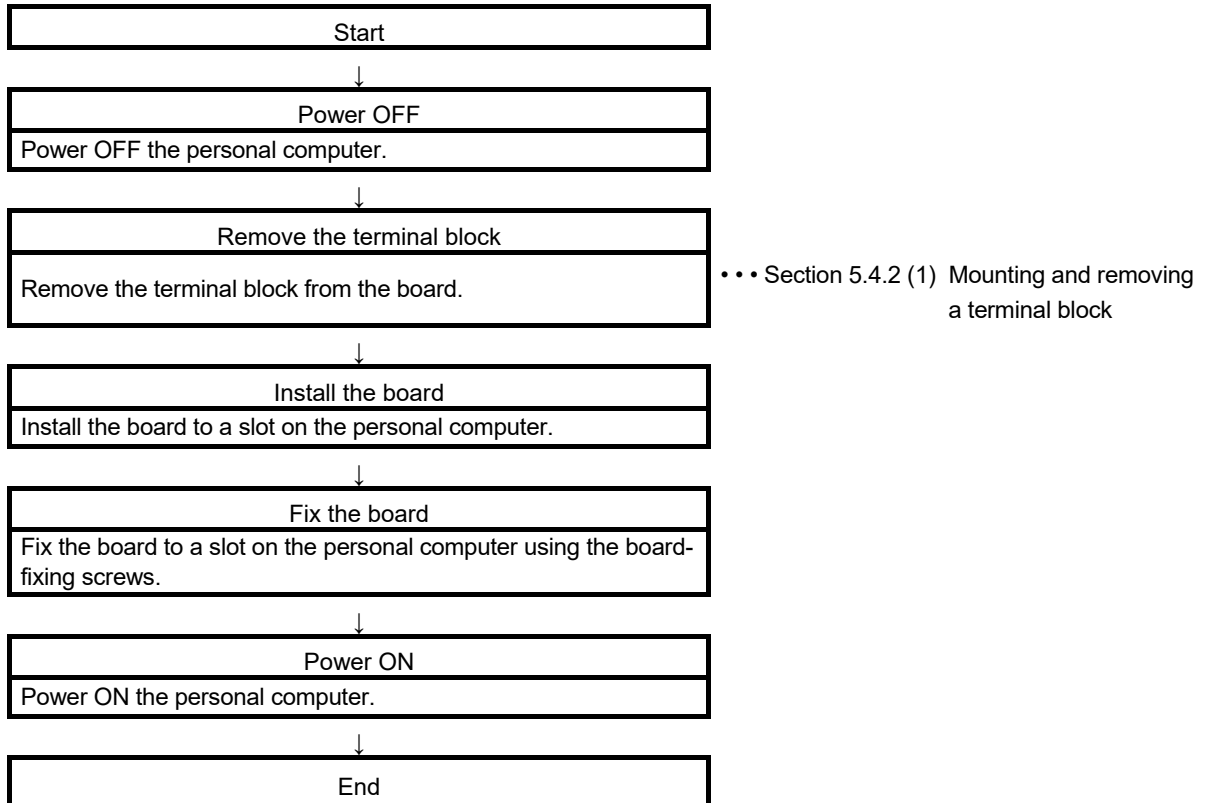 Start
↓
Power OFF
Power OFF the personal computer.
↓
Remove the terminal block
Remove the terminal block from the board.
• • • Section 5.4.2 (1) Mounting and removing
a terminal block
↓
Install the board
Install the board to a slot on the personal computer.
↓
Fix the board
Fix the board to a slot on the personal computer using the board-
fixing screws.
↓
Power ON
Power ON the personal computer.
↓
End